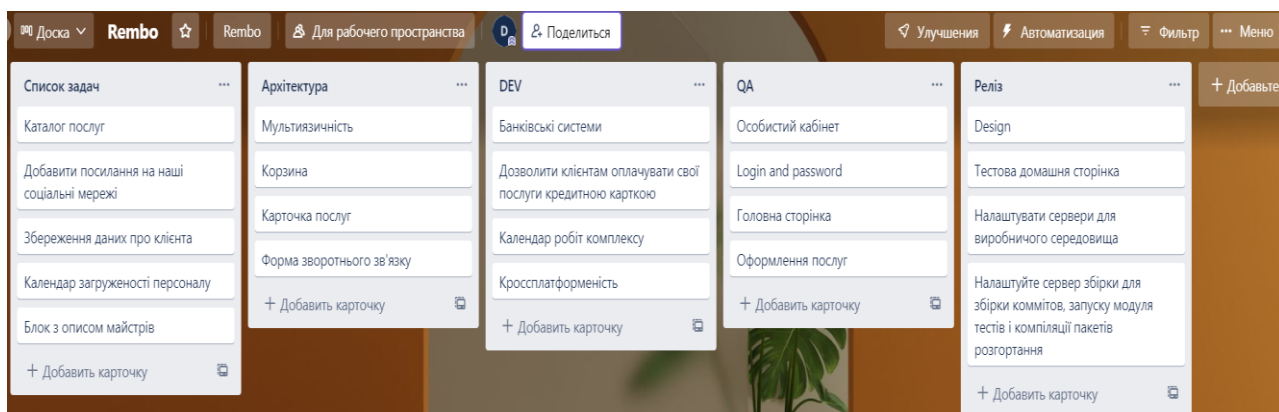 Доска
Rembo
Rembo
Для рабочего пространства
D
Поделиться
Улучшения
Автоматизация
Фильтр
Меню
Список задач
Каталог послуг
Добавити посилання на наші
соціальні мережі
Збереження даних про клієнта
Календар загруженості персоналу
Блок з описом майстрів
+ Добавить карточку
Архітектура
Мультиязичність
Корзина
Карточка послуг
Форма зворотнього зв'язку
+ Добавить карточку
DEV
Банківські системи
Дозволити клієнтам оплачувати свої
послуги кредитною карткою
Календар робіт комплексу
Кроссплатформеність
+ Добавить карточку
QA
Особистий кабінет
Login and password
Головна сторінка
Оформлення послуг
+ Добавить карточку
Реліз
Design
Тестова домашня сторінка
Налаштувати сервери для
виробничого середовища
Налаштуйте сервер збірки для
збірки коммітов, запуску модуля
тестів і компіляції пакетів
розгортання
+ Добавить карточку
+ Добавьте